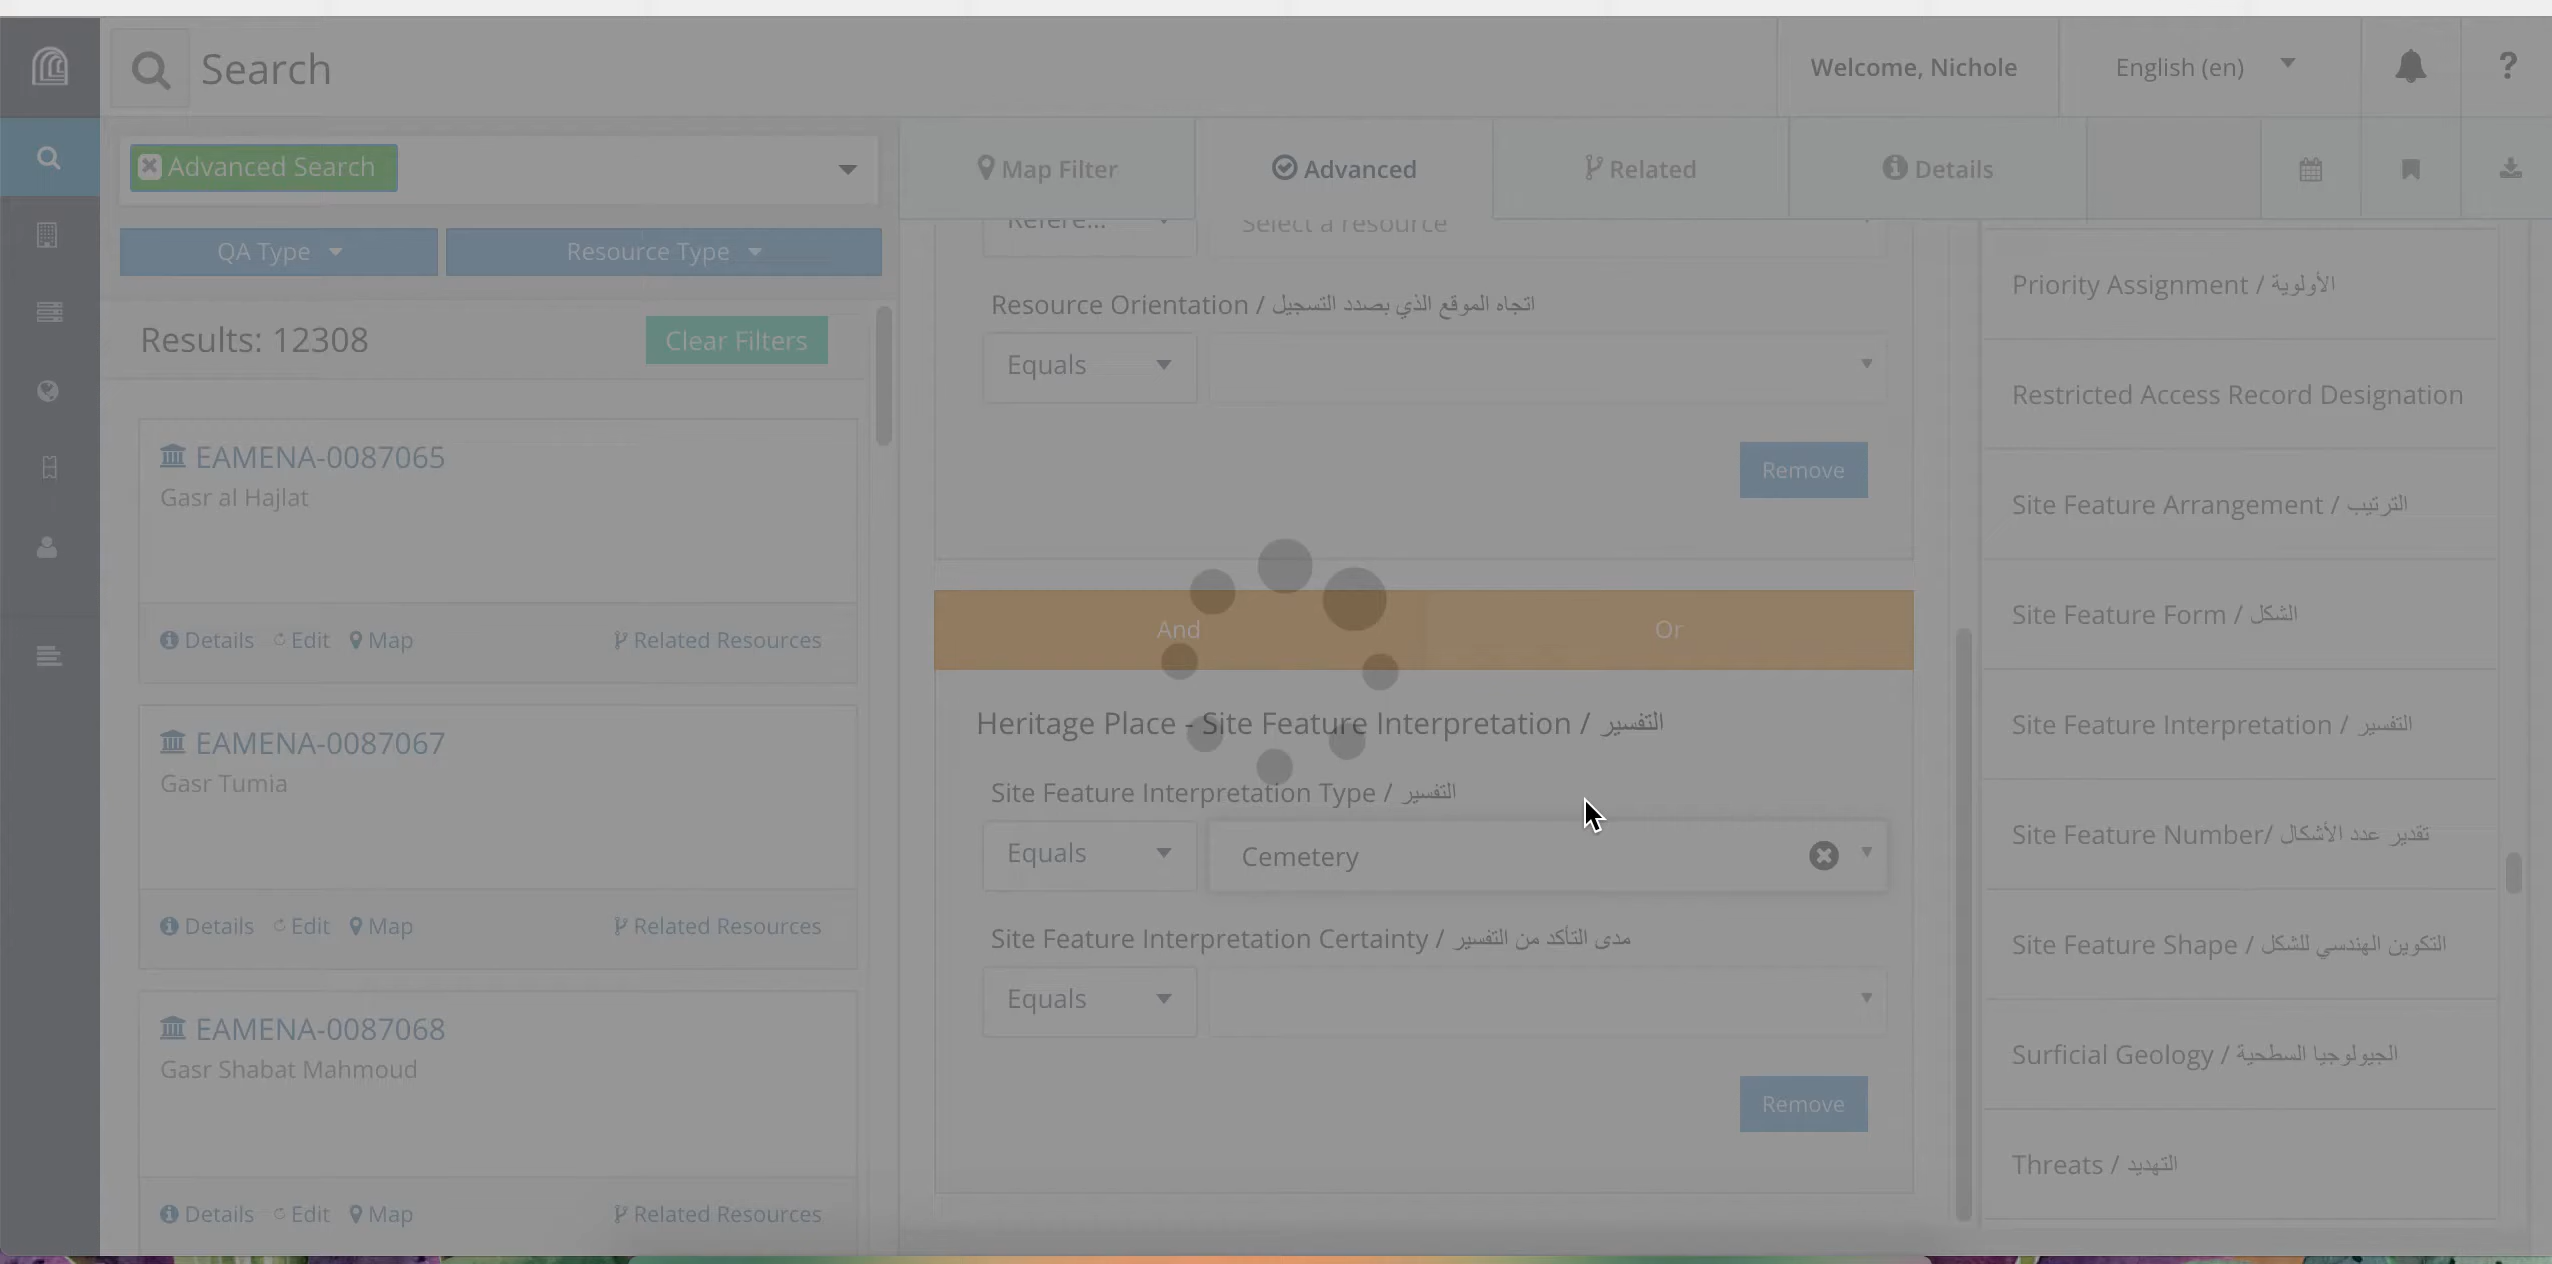 Search
Welcome, Nichole
English (en)
?
Advanced Search
Map Filter
Advanced
Related
Details
QA Type
Resource Type
Results: 12308
Clear Filters
EAMENA-0087065
Gasr al Hajlat
Details Edit Map Related Resources
EAMENA-0087067
Gasr Tumia
Details Edit Map Related Resources
EAMENA-0087068
Gasr Shabat Mahmoud
Details Edit Map Related Resources
Refere...
Select a resource
Resource Orientation / اتجاه الموقع الذي بصدد التسجيل
Equals
Remove
And
Or
Heritage Place - Site Feature Interpretation / التفسير
Site Feature Interpretation Type / التفسير
Equals
Cemetery
Site Feature Interpretation Certainty / مدى التأكد من التفسير
Equals
Remove
Priority Assignment / الأولوية
Restricted Access Record Designation
Site Feature Arrangement / الترتيب
Site Feature Form / الشكل
Site Feature Interpretation / التفسير
Site Feature Number/ تقدير عدد الأشكال
Site Feature Shape / التكوين الهندسي للشكل
Surficial Geology / الجيولوجيا السطحية
Threats / التهديد